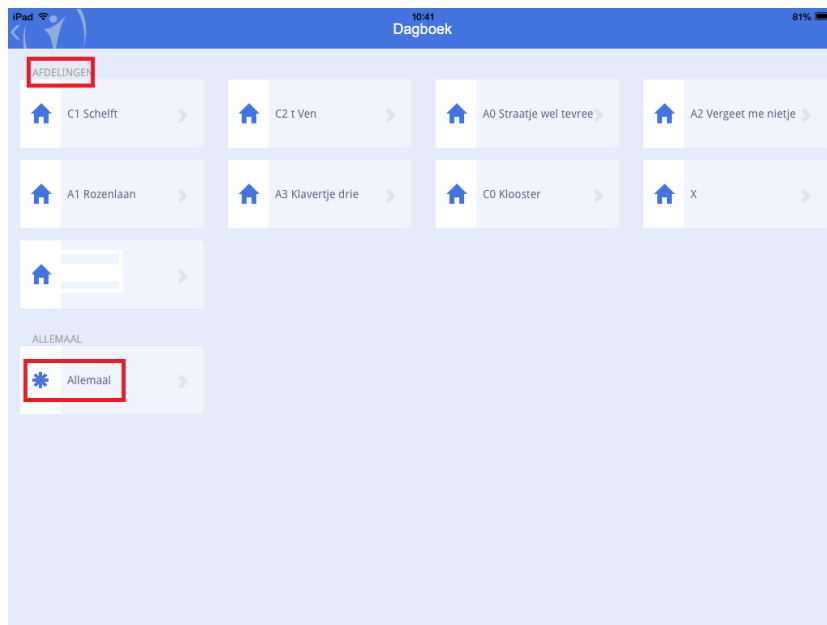 iPad 10:41 81%
Dagboek
AFDELINGEN
C1 Schelft C2 t Ven A0 Straatje wel tevree A2 Vergeet me nietje
A1 Rozenlaan A3 Klavertje drie C0 Klooster X
ALLEMAAL
Allemaal